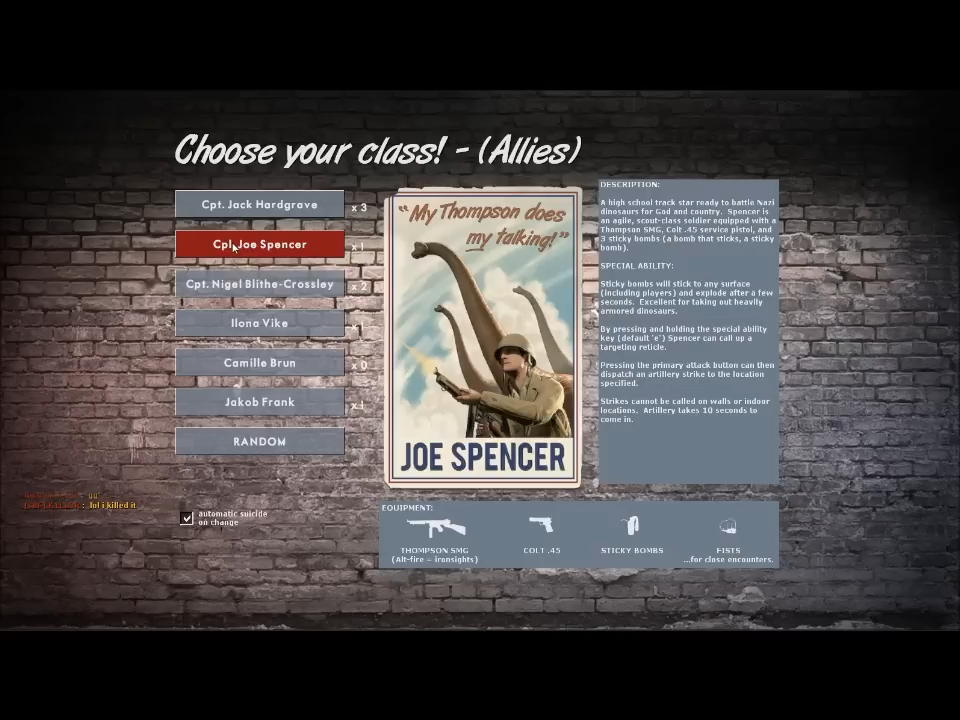 Choose your class! - (Allies)
Cpt. Jack Hardgrave
x 3
Cpl. Joe Spencer
x 1
Cpt. Nigel Blithe-Crossley
x 2
Ilona Vike
x 1
Camille Brun
x 0
Jakob Frank
x 1
RANDOM
automatic suicide
on change
: lol i killed it
"My Thompson does
my talking!"
JOE SPENCER
DESCRIPTION:
A high school track star ready to battle Nazi
dinosaurs for God and country. Spencer is
an agile, scout-class soldier equipped with a
Thompson SMG, Colt .45 service pistol, and
3 sticky bombs (a bomb that sticks, a sticky
bomb).
SPECIAL ABILITY:
Sticky bombs will stick to any surface
(including players) and explode after a few
seconds. Excellent for taking out heavily
armored dinosaurs.
By pressing and holding the special ability
key (default 'e') Spencer can call up a
targeting reticle.
Pressing the primary attack button can then
dispatch an artillery strike to the location
specified.
Strikes cannot be called on walls or indoor
locations. Artillery takes 10 seconds to
come in.
EQUIPMENT:
THOMPSON SMG
(Alt-fire = ironsights)
COLT .45
STICKY BOMBS
FISTS
...for close encounters.